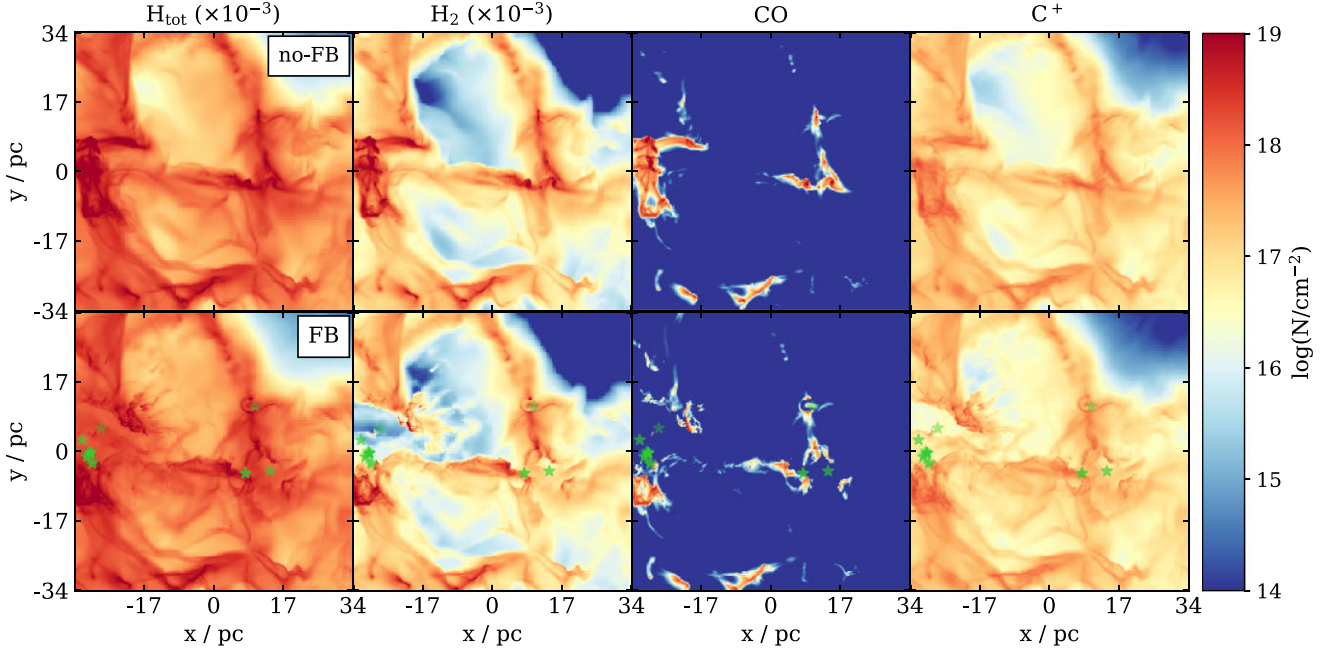 H_tot (×10⁻³) H₂ (×10⁻³) CO C⁺
34 no-FB 19
17
y / pc 0 18
-17
-34 17
34 FB
17 16
y / pc 0
-17 15
-34 14
-17 0 17 34 -17 0 17 34 -17 0 17 34 -17 0 17 34
x / pc x / pc x / pc x / pc
log(N/cm⁻²)